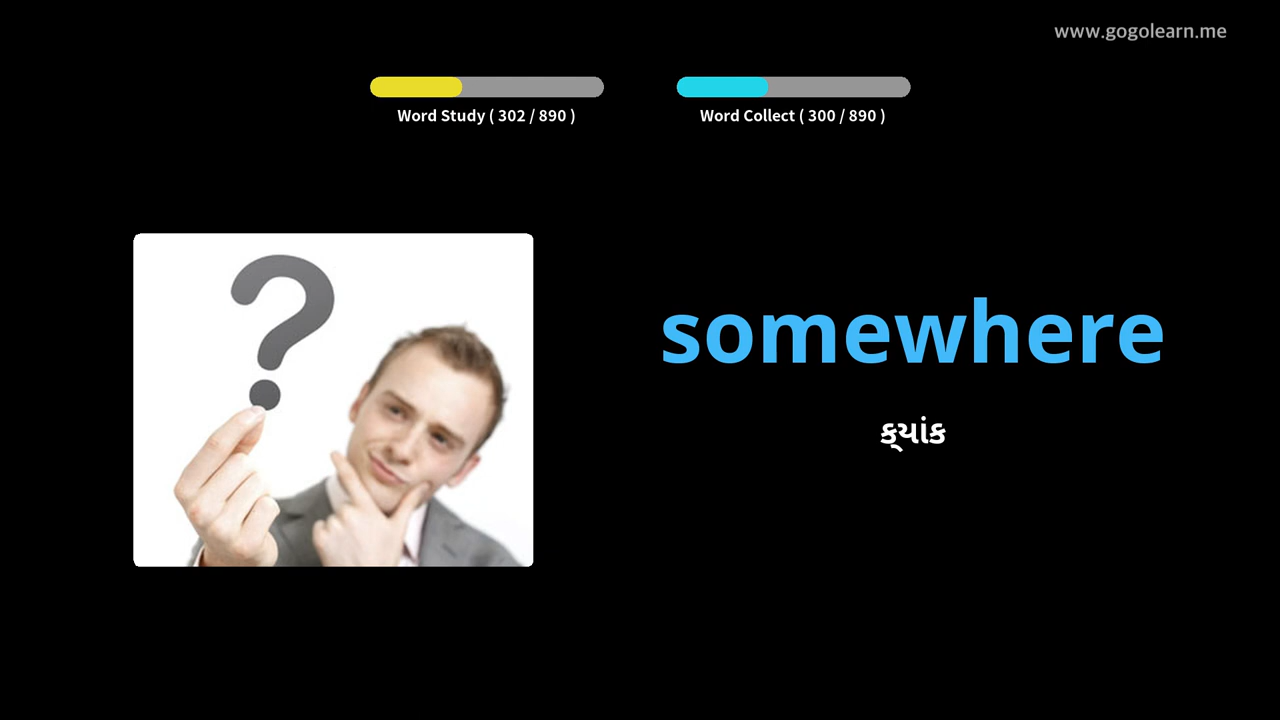 www.gogolearn.me
Word Study ( 302 / 890 )
Word Collect ( 300 / 890 )
?
somewhere
ક્યાંક